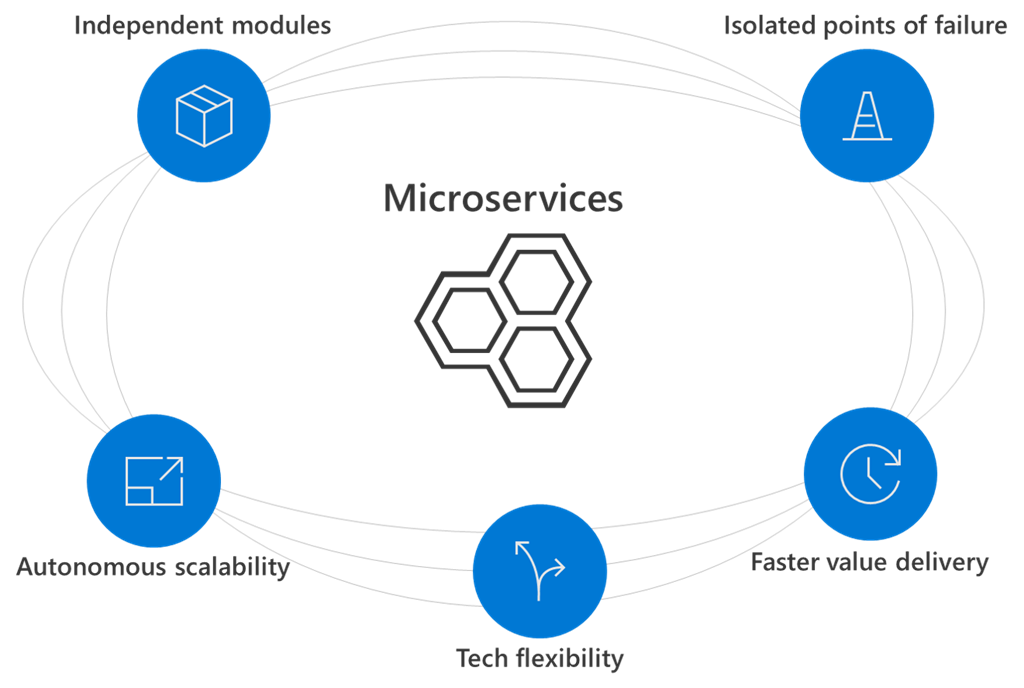 Independent modules
Isolated points of failure
Microservices
Autonomous scalability
Faster value delivery
Tech flexibility